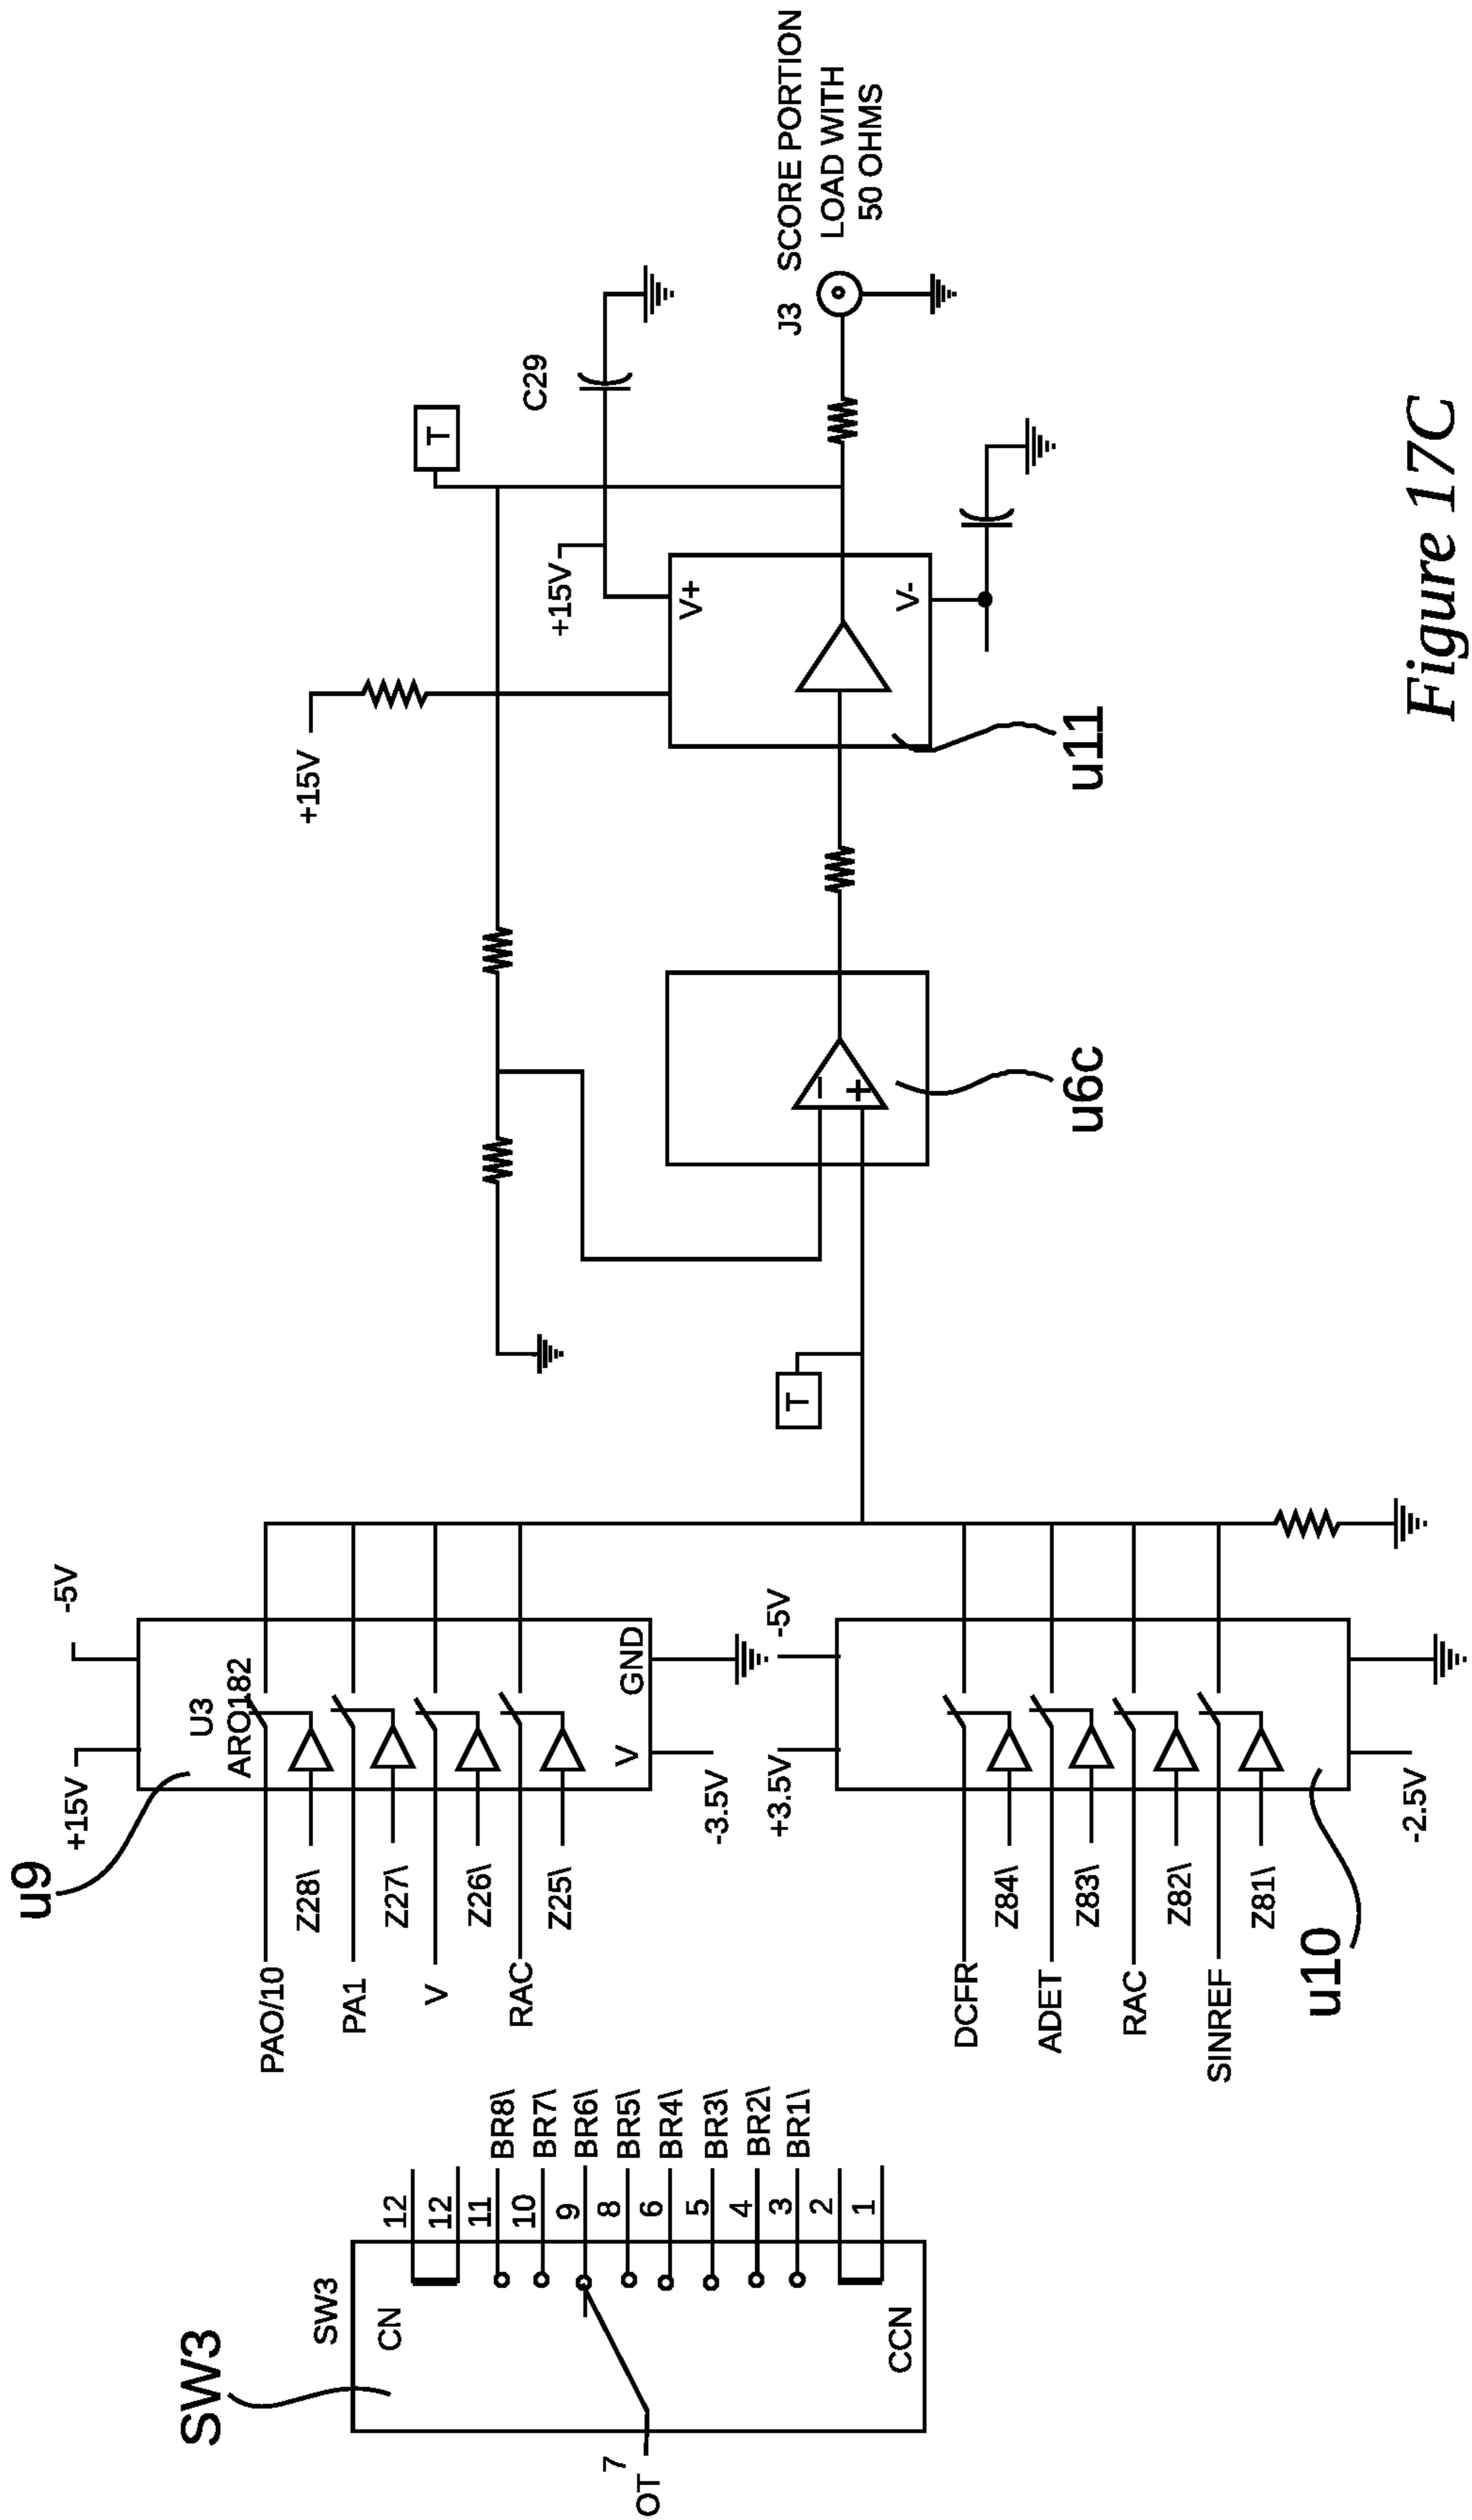 SW3
SW3
CN
CCN
7
OT
12
12
11
10
9
8
6
5
4
3
2
1
BR8\
BR7\
BR6\
BR5\
BR4\
BR3\
BR2\
BR1\
u9
+15V
-5V
U3
ARO182
PAO/10
Z28\
PA1
Z27\
V
Z26\
RAC
Z25\
V
GND
-3.5V
+3.5V
-5V
DCFR
Z84\
ADET
Z83\
RAC
Z82\
SINREF
Z81\
u10
-2.5V
T
u6c
-
+
+15V
+15V
V+
V-
u11
T
C29
J3
SCORE PORTION
LOAD WITH
50 OHMS
Figure 17C